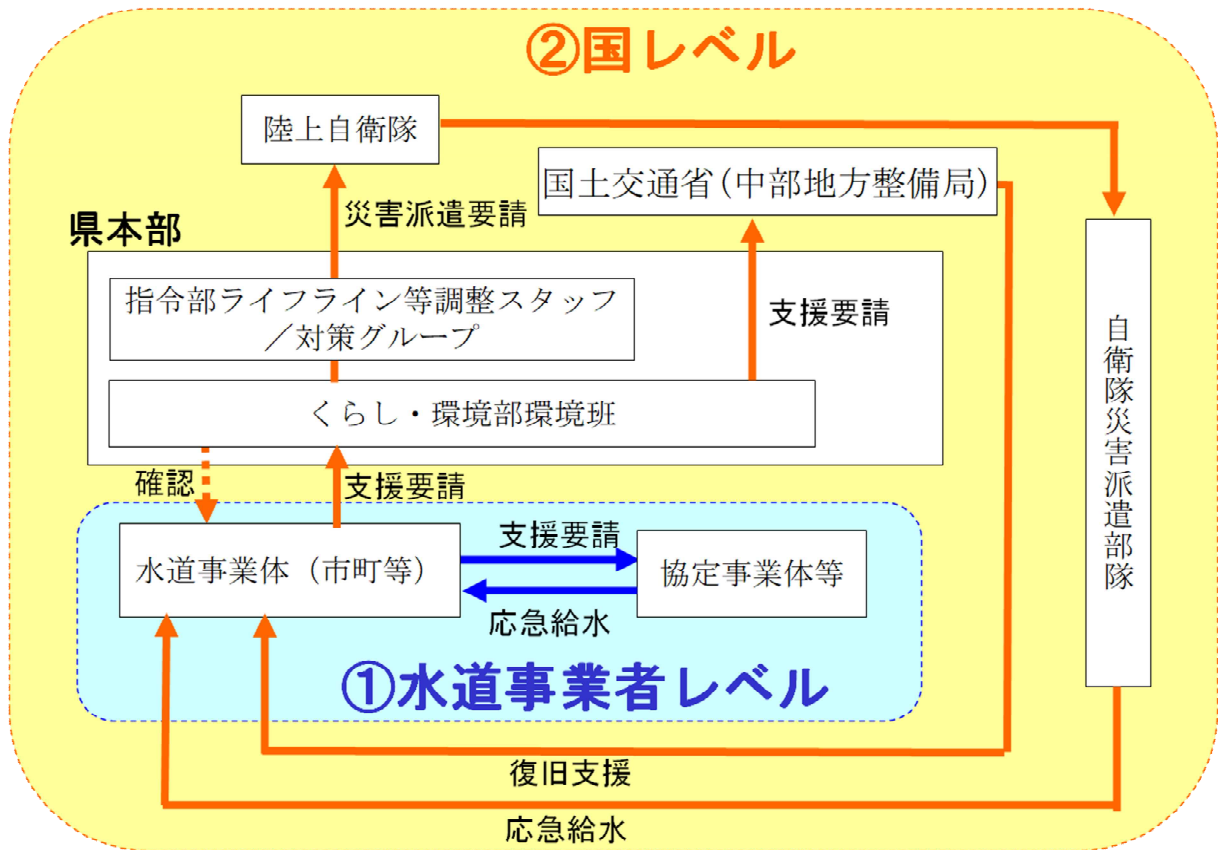 ②国レベル
陸上自衛隊
国土交通省(中部地方整備局)
災害派遣要請
県本部
指令部ライフライン等調整スタッフ
／対策グループ
支援要請
自衛隊災害派遣部隊
くらし・環境部環境班
確認
支援要請
支援要請
水道事業体（市町等）
協定事業体等
応急給水
①水道事業者レベル
復旧支援
応急給水